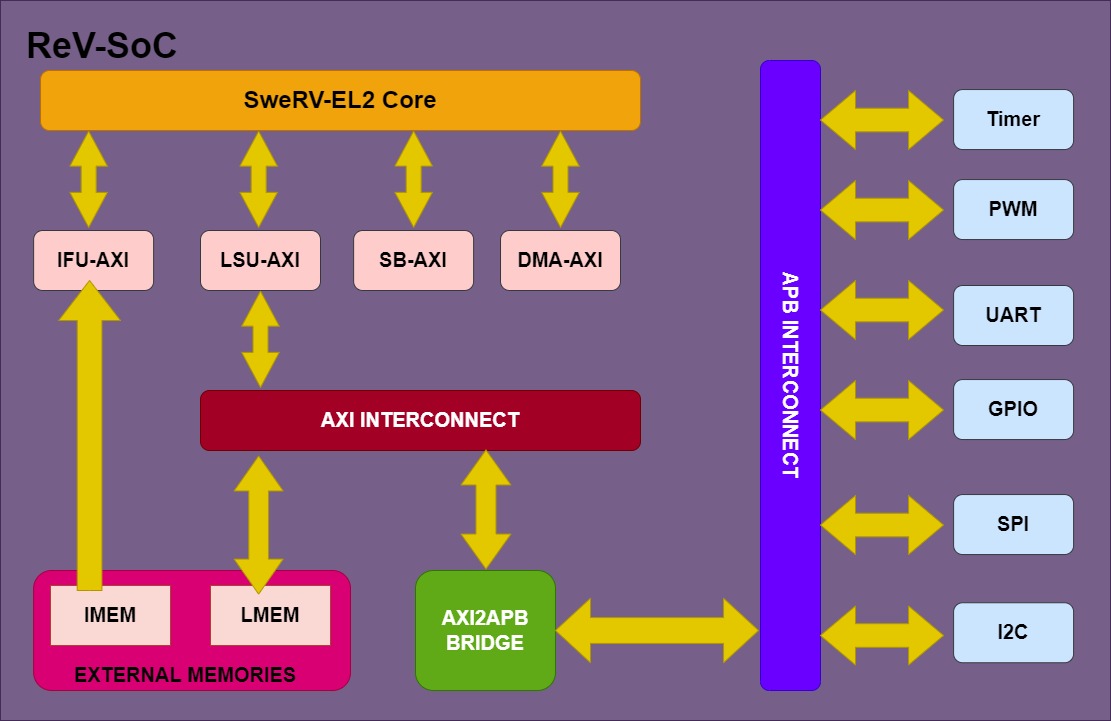 ReV-SoC
SweRV-EL2 Core
IFU-AXI
LSU-AXI
SB-AXI
DMA-AXI
AXI INTERCONNECT
IMEM
LMEM
EXTERNAL MEMORIES
AXI2APB
BRIDGE
APB INTERCONNECT
Timer
PWM
UART
GPIO
SPI
I2C